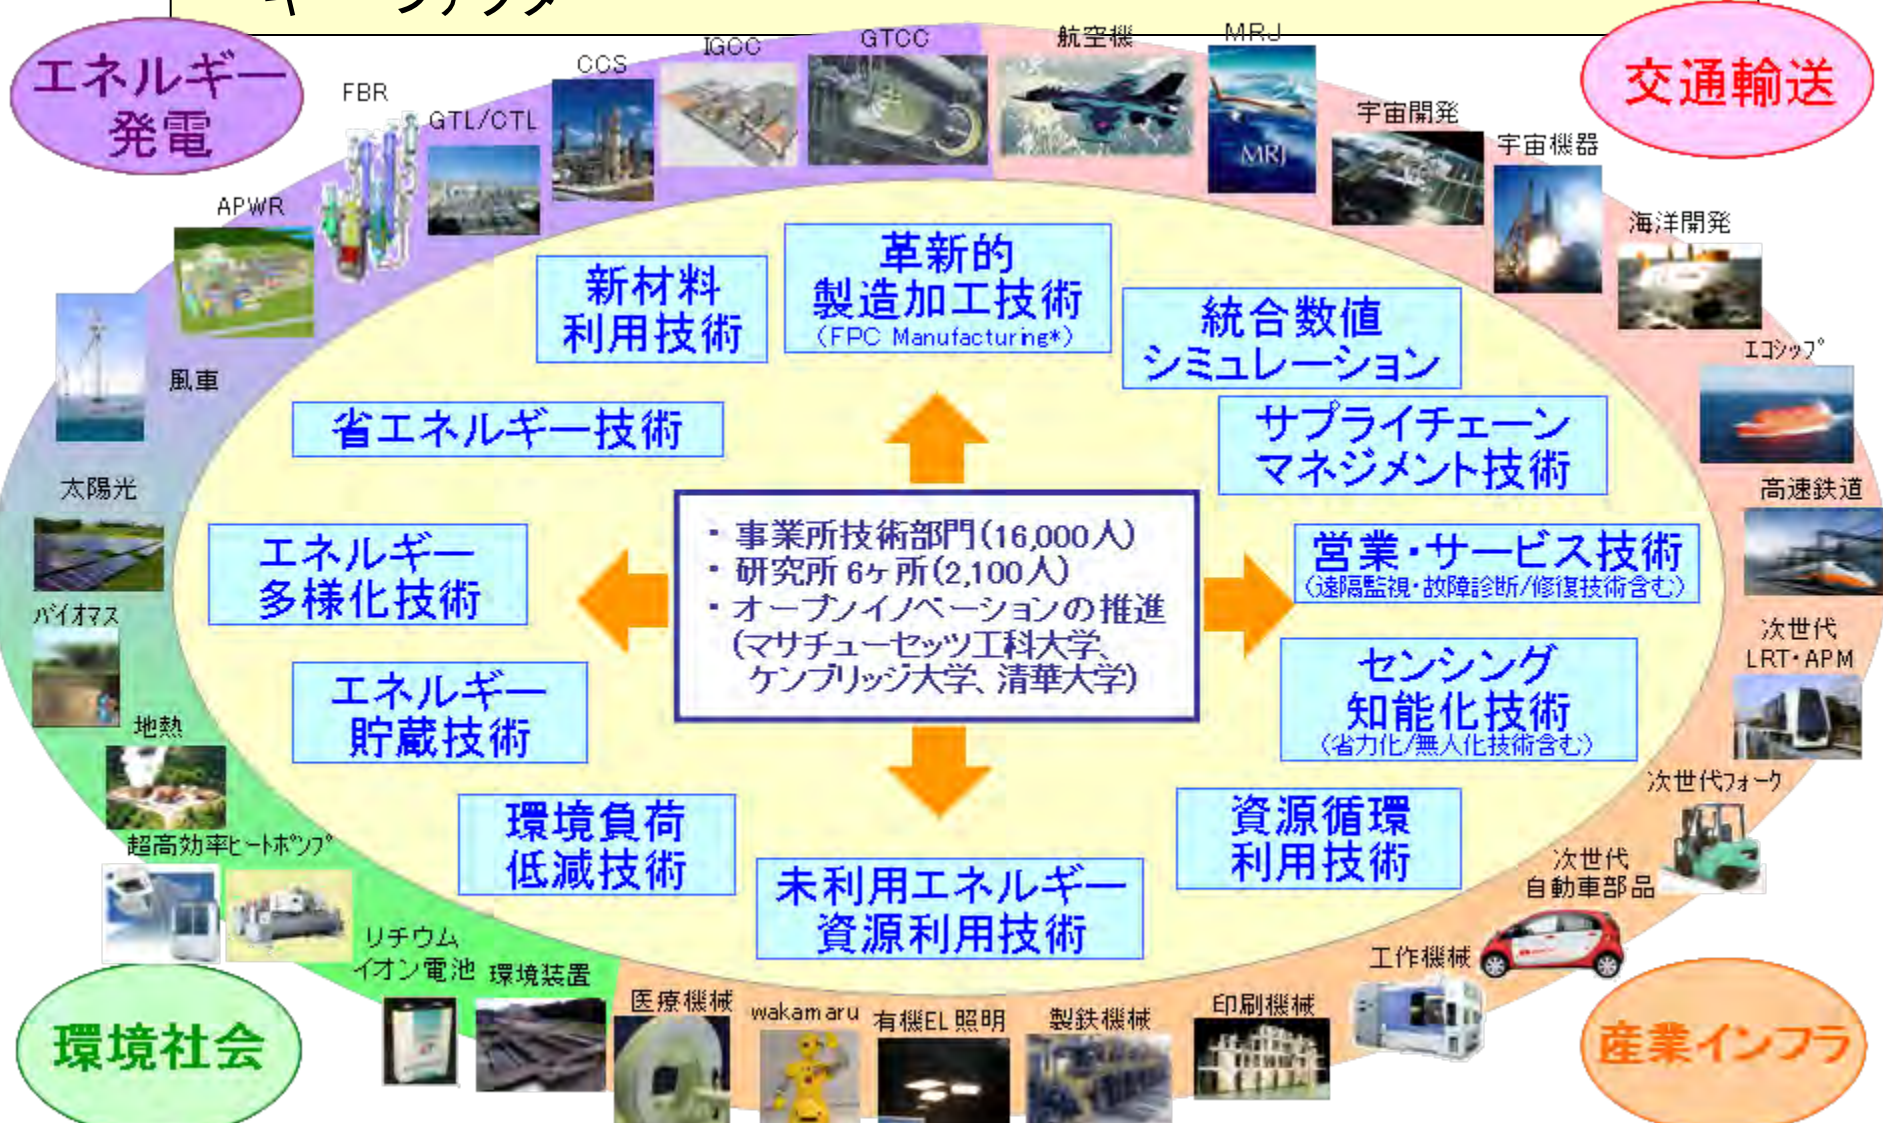 キーファクター
エネルギー
発電
交通輸送
FBR
GTL/CTL
CCS
IGCC
GTCC
航空機
MRJ
MRJ
宇宙開発
宇宙機器
海洋開発
APWR
風車
太陽光
バイオマス
地熱
超高効率ヒートポンプ
リチウム
イオン電池
環境装置
エコシップ
高速鉄道
次世代
LRT・APM
次世代フォーク
次世代
自動車部品
工作機械
印刷機械
製鉄機械
有機EL照明
wakamaru
医療機械
新材料
利用技術
革新的
製造加工技術
(FPC Manufacturing*)
統合数値
シミュレーション
省エネルギー技術
サプライチェーン
マネジメント技術
エネルギー
多様化技術
・事業所技術部門(16,000人)
・研究所 6ヶ所(2,100人)
・オープンイノベーションの推進
(マサチューセッツ工科大学、
ケンブリッジ大学、清華大学)
営業・サービス技術
(遠隔監視・故障診断/修復技術含む)
エネルギー
貯蔵技術
センシング
知能化技術
(省力化/無人化技術含む)
環境負荷
低減技術
未利用エネルギー
資源利用技術
資源循環
利用技術
環境社会
産業インフラ